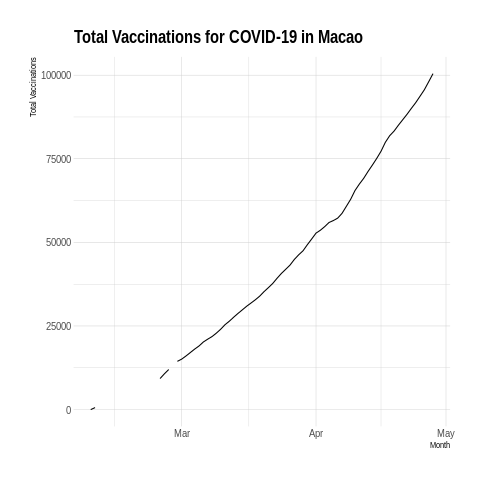 Total Vaccinations for COVID-19 in Macao
Total Vaccinations
100000
75000
50000
25000
0
Mar Apr May
Month